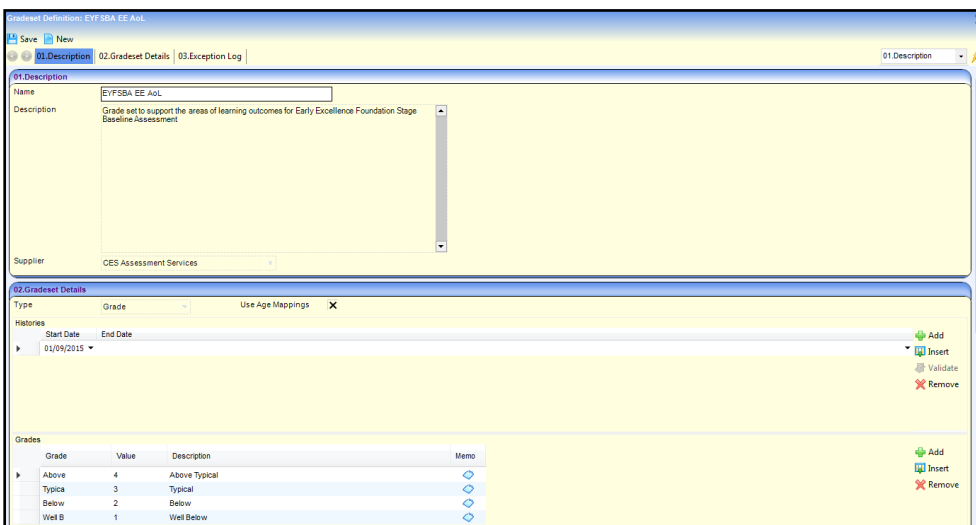 Gradeset Definition: EYFSBA EE AoL
Save New
01.Description 02.Gradeset Details 03.Exception Log 01.Description
01.Description
Name EYFSBA EE AoL
Description Grade set to support the areas of learning outcomes for Early Excellence Foundation Stage
Baseline Assessment
Supplier CES Assessment Services
02.Gradeset Details
Type Grade Use Age Mappings
Histories
Start Date End Date Add
01/09/2015 Insert
Validate
Remove
Grades
Grade Value Description Memo Add
Insert
Above 4 Above Typical Remove
Typica 3 Typical
Below 2 Below
Well B 1 Well Below